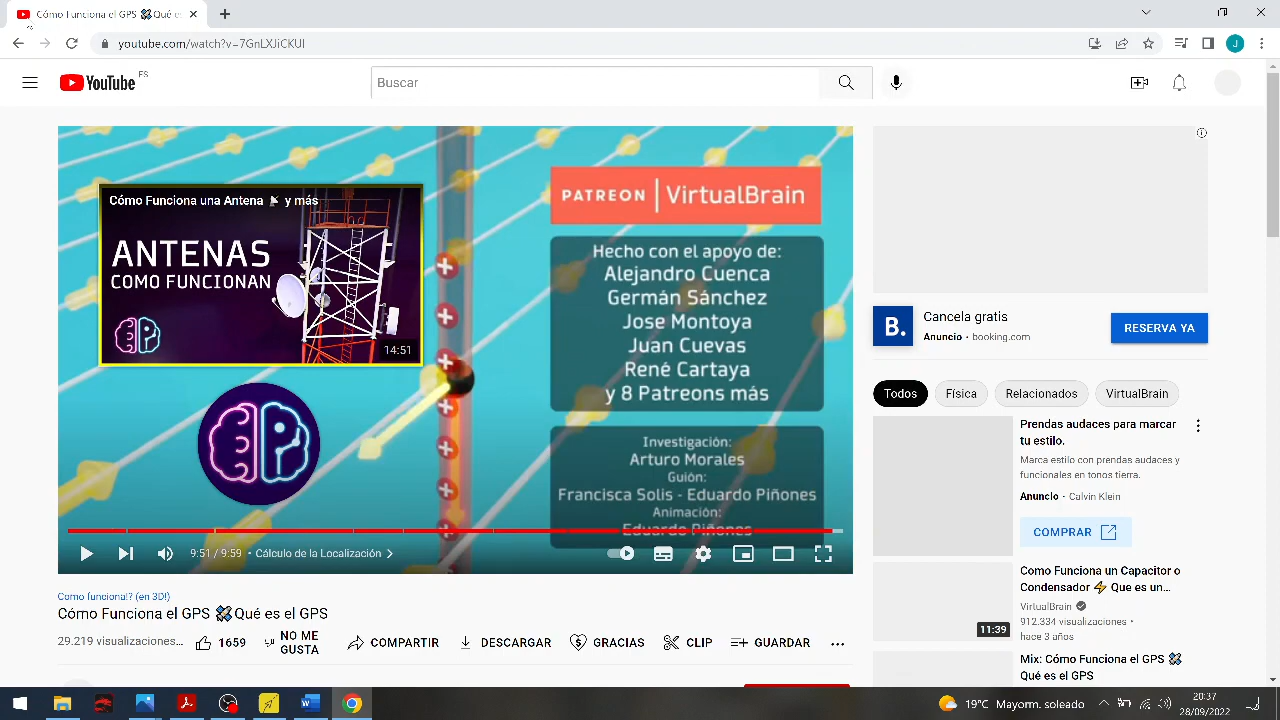 Cómo Funciona el GPS 🛰Qué e
youtube.com/watch?v=7GnLXJiCKUI
J
YouTube ES
Buscar
Cómo Funciona una Antena 📡 y más
ANTENAS
COMO FUNCIONAN
14:51
PATREON | VirtualBrain
Hecho con el apoyo de:
Alejandro Cuenca
Germán Sánchez
Jose Montoya
Juan Cuevas
René Cartaya
y 8 Patreons más
Investigación:
Arturo Morales
Guión:
Francisca Solis - Eduardo Piñones
Animación:
Eduardo Piñones
9:51 / 9:59 • Cálculo de la Localización
Como funciona!? (en 3D!)
Cómo Funciona el GPS 🛰Qué es el GPS
29.219 visualizaciones...
1659
NO ME GUSTA
COMPARTIR
DESCARGAR
GRACIAS
CLIP
GUARDAR
B.
Cancela gratis
Anuncio • booking.com
RESERVA YA
Todos
Física
Relacionados
VirtualBrain
Prendas audaces para marcar
tu estilo.
Marca estilo con prendas audaces y
funcionales en tonos tierra.
Anuncio • Calvin Klein
COMPRAR
11:39
Como Funciona un Capacitor o
Condensador ⚡ Que es un...
VirtualBrain
912.334 visualizaciones •
hace 3 años
Mix: Cómo Funciona el GPS 🛰
Qué es el GPS
19°C Mayorm. soleado
20:37
28/09/2022